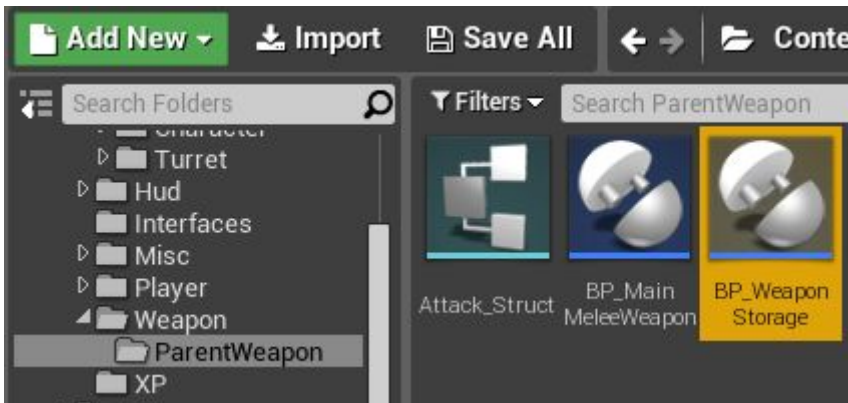 Add New
Import
Save All
Conte
Search Folders
Filters
Search ParentWeapon
Character
Turret
Hud
Interfaces
Misc
Player
Weapon
ParentWeapon
XP
Attack_Struct
BP_Main
MeleeWeapon
BP_Weapon
Storage